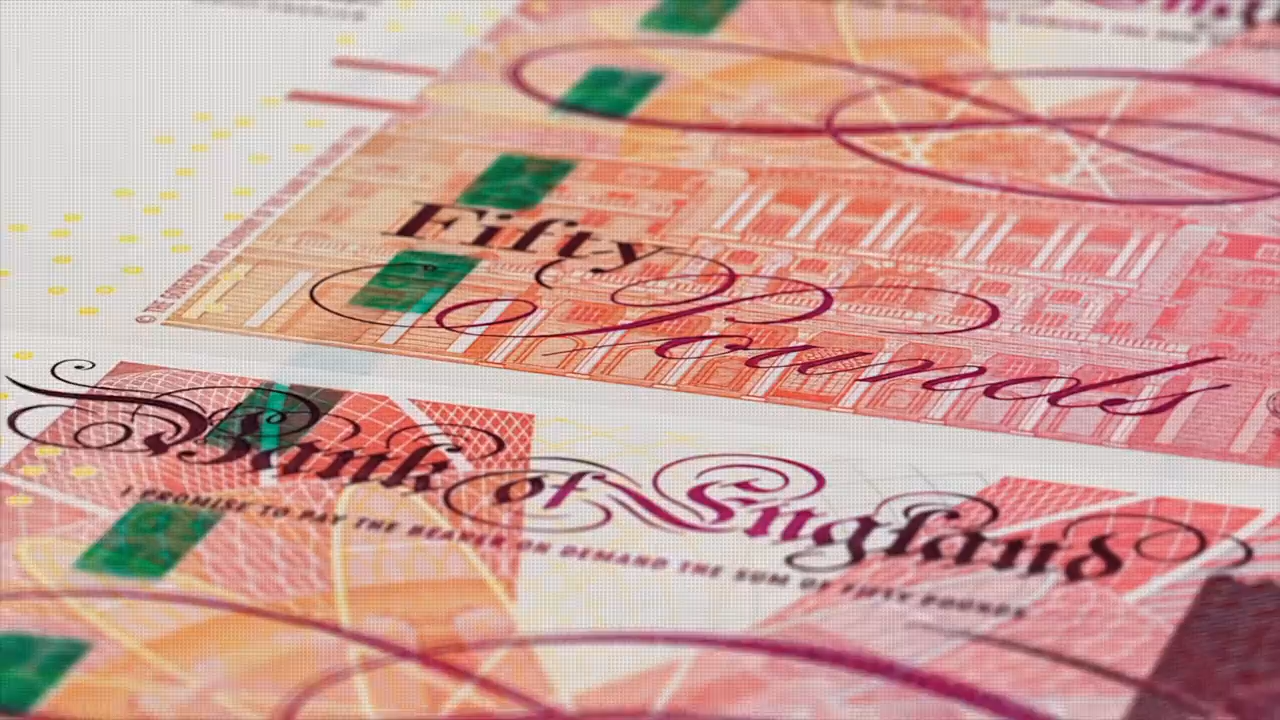 Fifty
Pounds
Bank of England
I PROMISE TO PAY THE BEARER ON DEMAND THE SUM OF FIFTY POUNDS